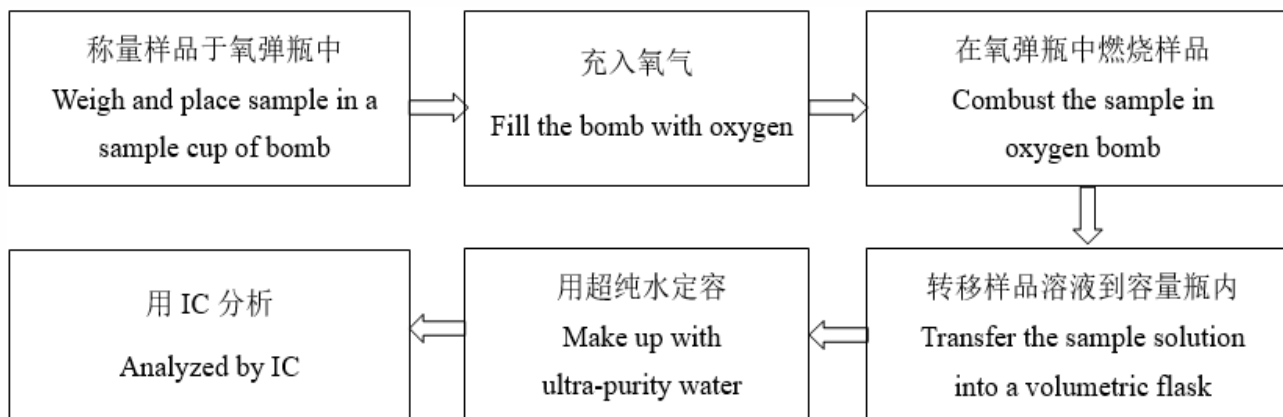 称量样品于氧弹瓶中
Weigh and place sample in a
sample cup of bomb
充入氧气
Fill the bomb with oxygen
在氧弹瓶中燃烧样品
Combust the sample in
oxygen bomb
转移样品溶液到容量瓶内
Transfer the sample solution
into a volumetric flask
用超纯水定容
Make up with
ultra-purity water
用 IC 分析
Analyzed by IC